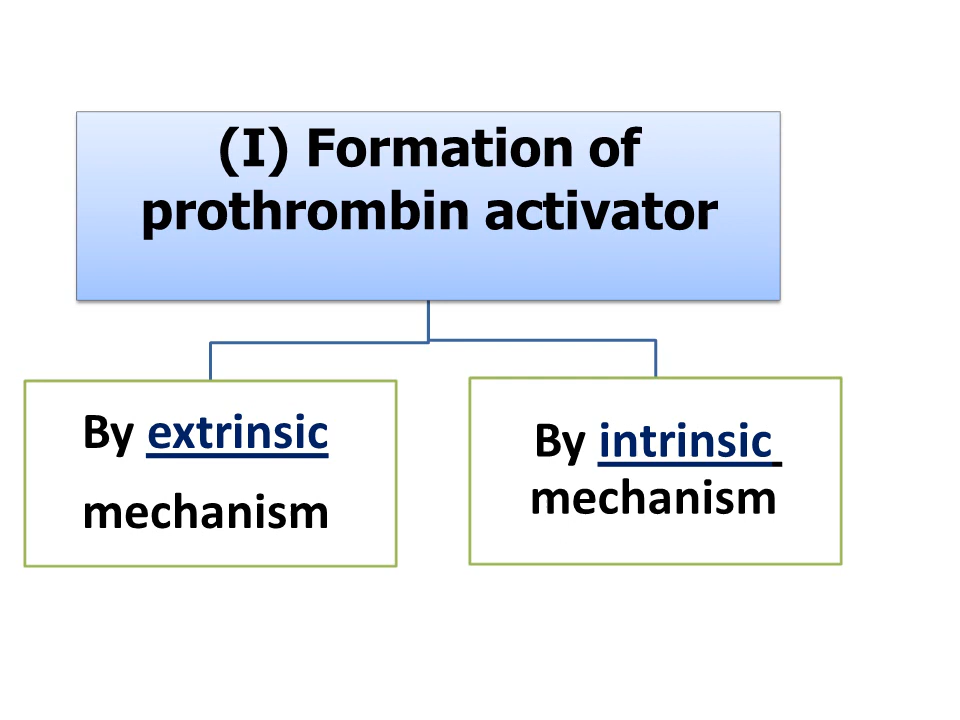 (I) Formation of
prothrombin activator
By extrinsic
mechanism
By intrinsic
mechanism